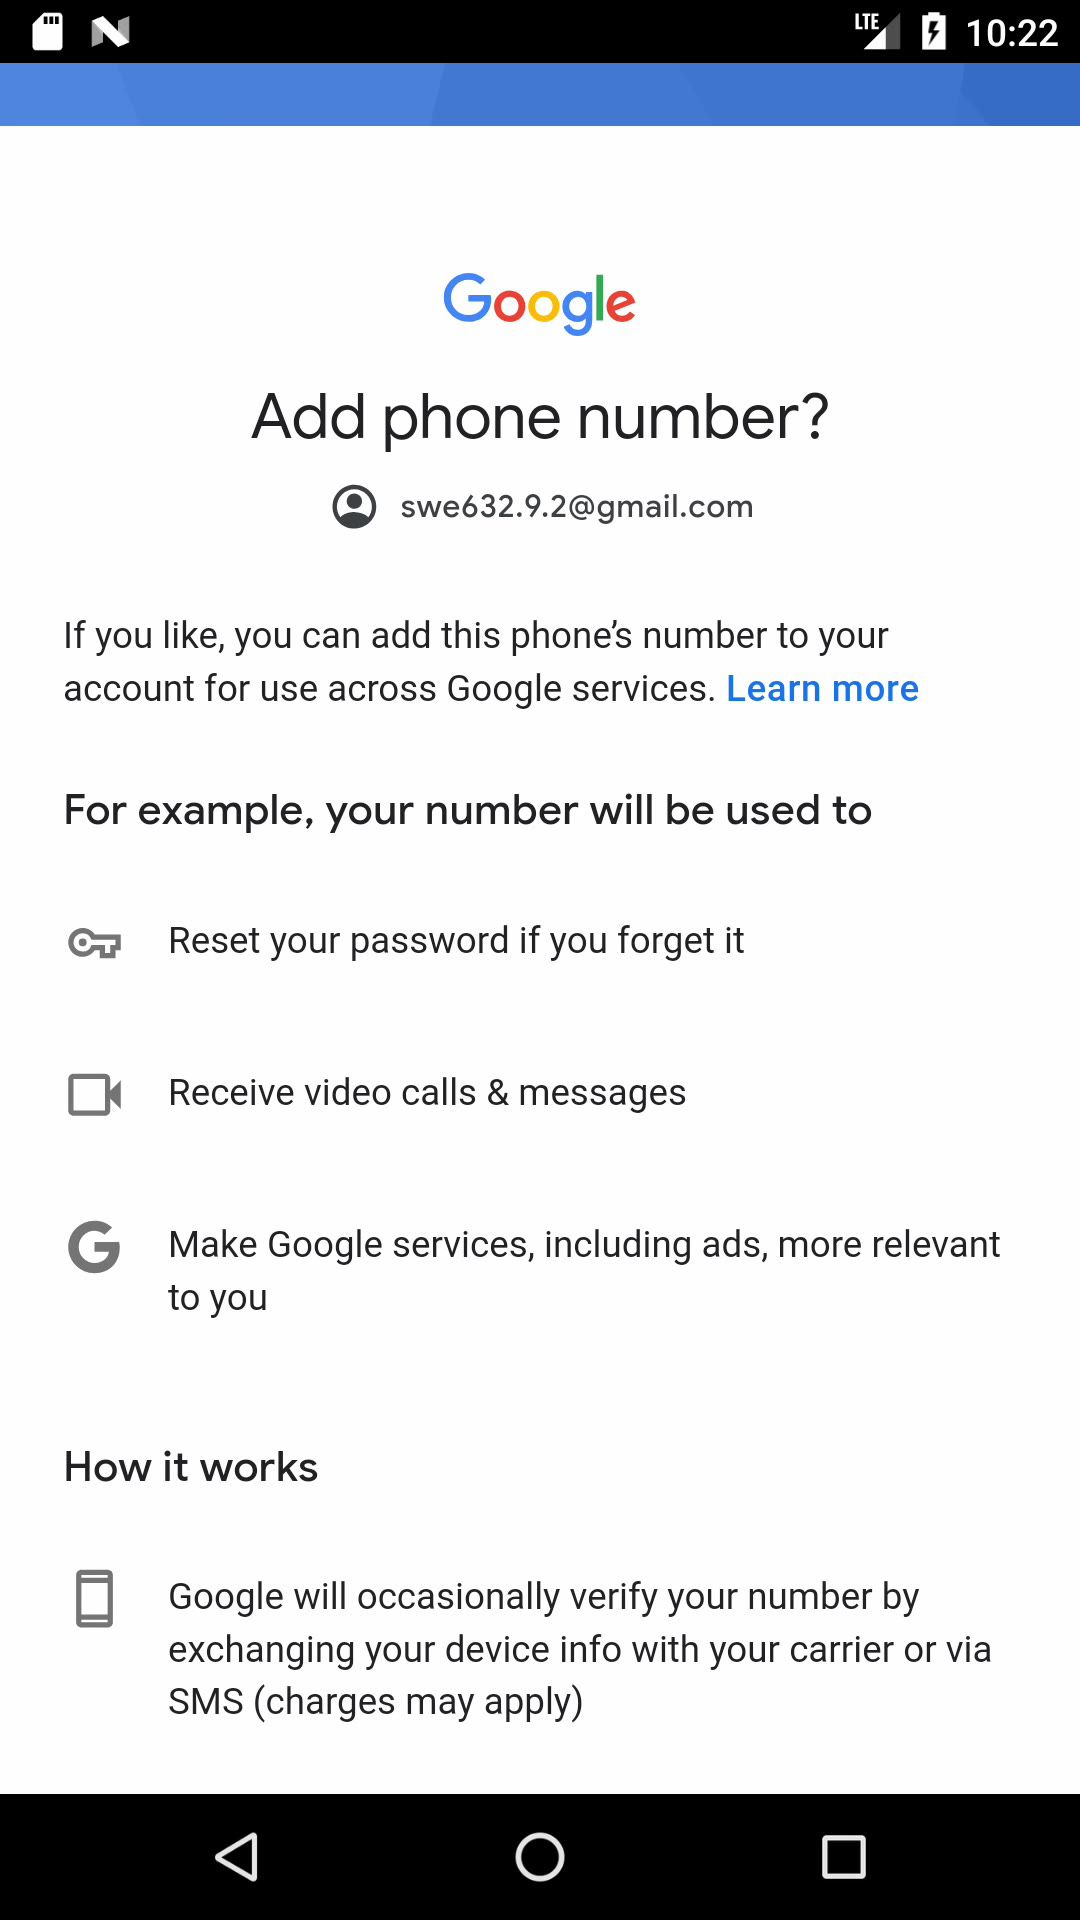 LTE 10:22
Google
Add phone number?
swe632.9.2@gmail.com
If you like, you can add this phone’s number to your
account for use across Google services. Learn more
For example, your number will be used to
Reset your password if you forget it
Receive video calls & messages
Make Google services, including ads, more relevant
to you
How it works
Google will occasionally verify your number by
exchanging your device info with your carrier or via
SMS (charges may apply)